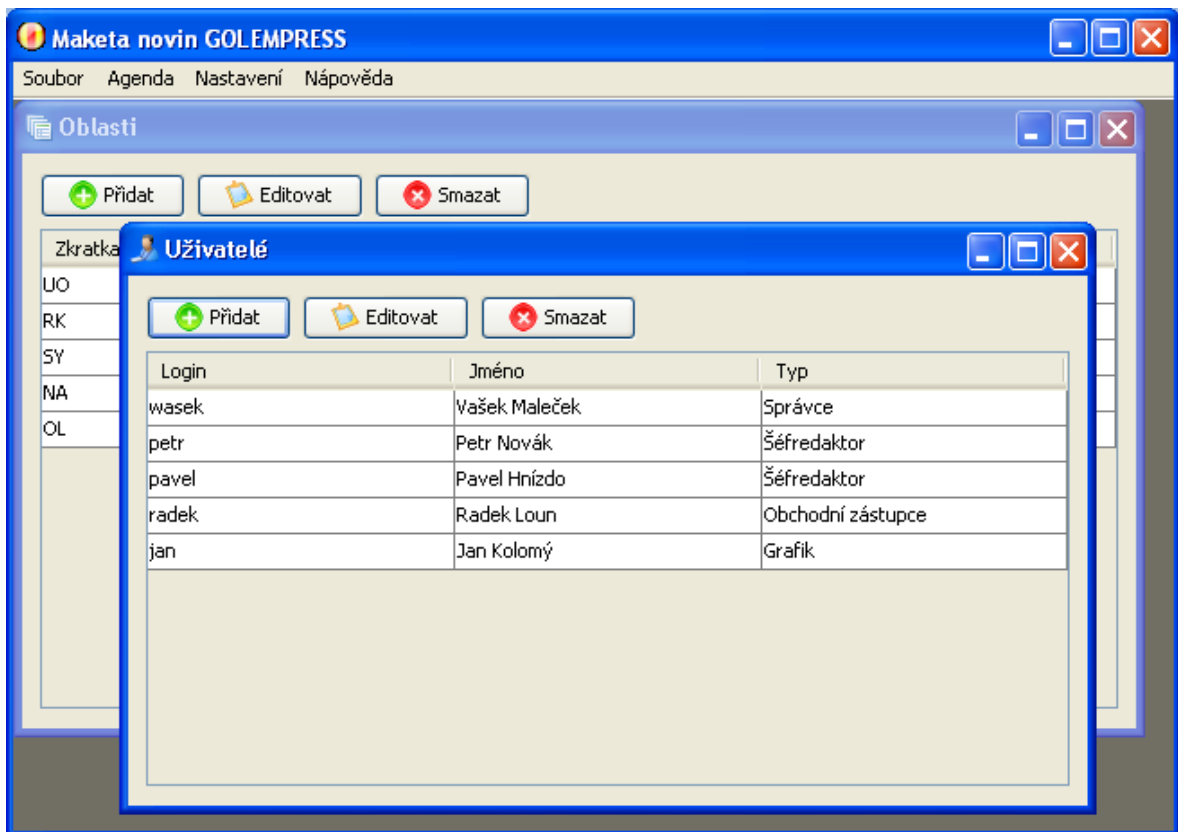 Maketa novin GOLEMPRESS
Soubor Agenda Nastavení Nápověda
Oblasti
Přidat Editovat Smazat
Zkratka
UO
RK
SY
NA
OL
Uživatelé
Přidat Editovat Smazat
Login Jméno Typ
wasek Vašek Maleček Správce
petr Petr Novák Šéfredaktor
pavel Pavel Hnízdo Šéfredaktor
radek Radek Loun Obchodní zástupce
jan Jan Kolomý Grafik